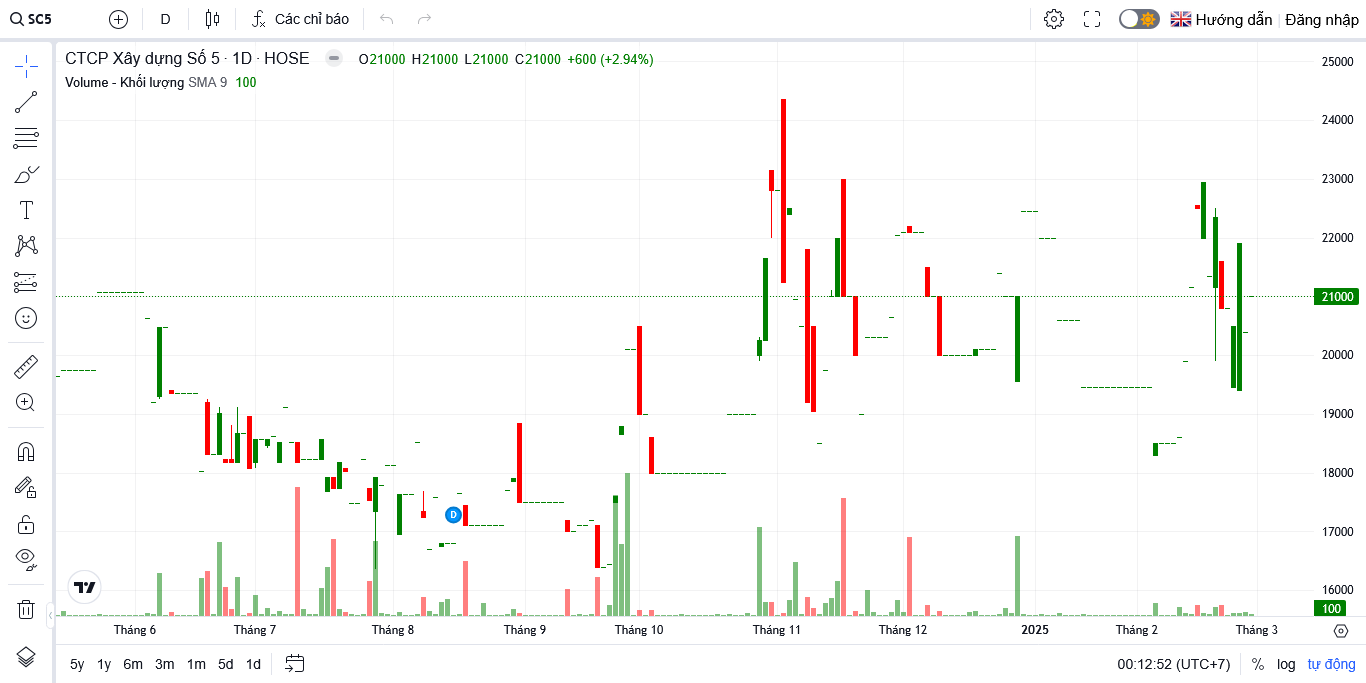 SC5 D Các chỉ báo Hướng dẫn Đăng nhập
CTCP Xây dựng Số 5 · 1D · HOSE O21000 H21000 L21000 C21000 +600 (+2.94%)
Volume - Khối lượng SMA 9 100
25000
24000
23000
22000
21000
20000
19000
18000
17000
16000
100
D
Tháng 6 Tháng 7 Tháng 8 Tháng 9 Tháng 10 Tháng 11 Tháng 12 2025 Tháng 2 Tháng 3
5y 1y 6m 3m 1m 5d 1d 00:12:52 (UTC+7) % log tự động